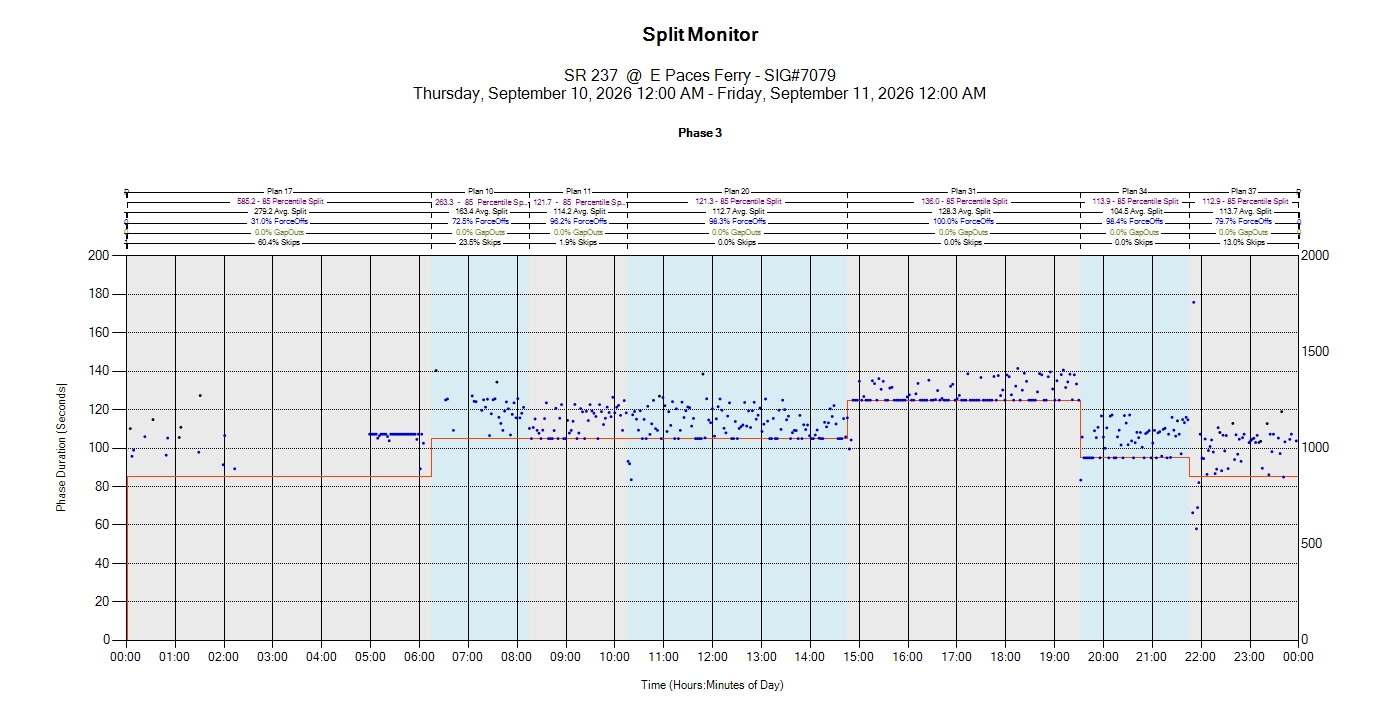 Split Monitor
SR 237 @ E Paces Ferry - SIG#7079
Thursday, September 10, 2026 12:00 AM - Friday, September 11, 2026 12:00 AM
Phase 3
Plan 17 Plan 10 Plan 11 Plan 20 Plan 31 Plan 34 Plan 37
585.2 - 85 Percentile Split 263.3 - 85 Percentile Sp... 121.7 - 85 Percentile Sp... 121.3 - 85 Percentile Split 136.0 - 85 Percentile Split 113.9 - 85 Percentile Split 112.9 - 85 Percentile Split
279.2 Avg. Split 163.4 Avg. Split 114.2 Avg. Split 112.7 Avg. Split 128.3 Avg. Split 104.5 Avg. Split 113.7 Avg. Split
31.0% ForceOffs 72.5% ForceOffs 96.2% ForceOffs 98.3% ForceOffs 100.0% ForceOffs 98.4% ForceOffs 79.7% ForceOffs
0.0% GapOuts 0.0% GapOuts 0.0% GapOuts 0.0% GapOuts 0.0% GapOuts 0.0% GapOuts 0.0% GapOuts
60.4% Skips 23.5% Skips 1.9% Skips 0.0% Skips 0.0% Skips 0.0% Skips 13.0% Skips
200 2000
180
160
1500
140
120
100 1000
80
60
500
40
20
0 0
Phase Duration [Seconds]
00:00 01:00 02:00 03:00 04:00 05:00 06:00 07:00 08:00 09:00 10:00 11:00 12:00 13:00 14:00 15:00 16:00 17:00 18:00 19:00 20:00 21:00 22:00 23:00 00:00
Time (Hours:Minutes of Day)